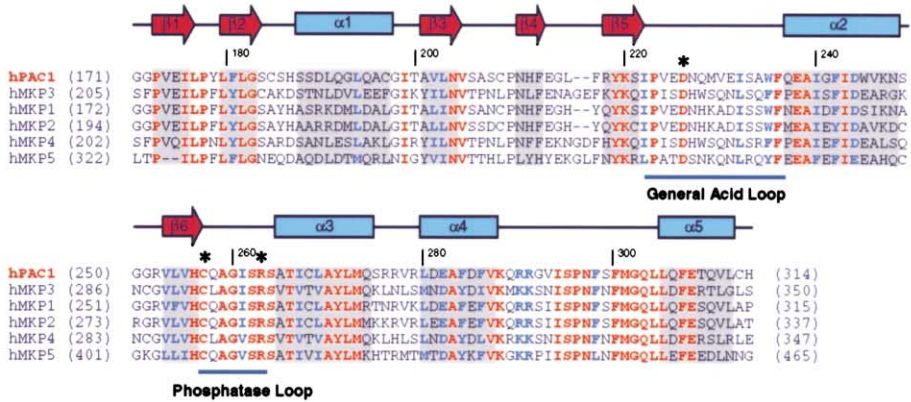 β1 β2 α1 β3 β4 β5 α2
180 200 220 * 240
hPAC1 (171) GGPVEILPYLFLGSCSHSSDLQGLQACGITAVLNVSASCPNHFEGL--FRYKSIPVEDNQMVEISAWFQEAIGFIDWVKNS
hMKP3 (205) SFPVEILPFLYLGCAKDSTNLDVLEEFGIKYILNVTPNLPNLFENAGEFKYKQIPISDHWSQNLSQFFPEAISFIDEARGK
hMKP1 (172) GGPVEILPFLYLGSAYHASRKDMLDALGITALINVSANCPNHFEGH--YQYKSIPVEDNHKADISSWFNEAIDFIDSIKNA
hMKP2 (194) GGPVEILPFLYLGSAYHAARRDMLDALGITALLNVSSDCPNHFEGH--YQYKCIPVEDNHKADISSWFMEAIEYIDAVKDC
hMKP4 (202) SFPVQILPNLYLGSARDSANLESLAKLGIRYILNVTPNLPNFFEKNGDFHYKQIPISDHWSQNLSRFFPEAIEFIDEALSQ
hMKP5 (322) LTP--ILPFLFLGNEQDAQDLDTMQRLNIGYVINVTTHLPLYHYEKGLFNYKRLPATDSNKQNLRQYFEEAFEFIEEAHQC
General Acid Loop
β6 α3 α4 α5
* 260 * 280 300
hPAC1 (250) GGRVLVHCQAGISRSATICLAYLMQSRRVRLDEAFDFVKQRRGVISPNFSFMGQLLQFETQVLCH (314)
hMKP3 (286) NCGVLVHCLAGISRSVTVTVAYLMQKLNLSMNDAYDIVKMKKSNISPNFNFMGQLLDFERTLGLS (350)
hMKP1 (251) GGRVFVHCQAGISRSATICLAYLMRTNRVKLDEAFEFVKQRRSIISPNFSFMGQLLQFESQVLAP (315)
hMKP2 (273) RGRVLVHCQAGISRSATICLAYLMMKKRVRLEEAFEFVKQRRSIISPNFSFMGQLLQFESQVLAT (337)
hMKP4 (283) NCGVLVHCLAGVSRSVTVTVAYLMQKLHLSLNDAYDLVKRKKSNISPNFNFMGQLLDFERSLRLE (347)
hMKP5 (401) GKGLLIHCQAGVSRSATIVIAYLMKHTRMTMTDAYKFVKGKRPIISPNLNFMGQLLEFEEDLNNG (465)
Phosphatase Loop